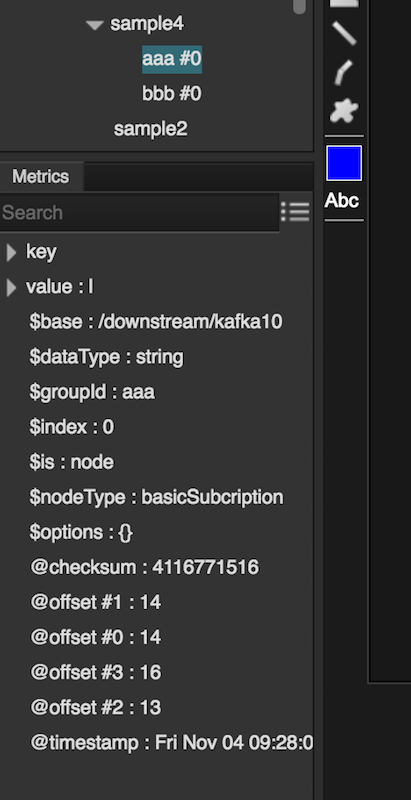 sample4
aaa #0
bbb #0
sample2
Abc
Metrics
Search
key
value : l
$base : /downstream/kafka10
$dataType : string
$groupId : aaa
$index : 0
$is : node
$nodeType : basicSubcription
$options : {}
@checksum : 4116771516
@offset #1 : 14
@offset #0 : 14
@offset #3 : 16
@offset #2 : 13
@timestamp : Fri Nov 04 09:28:0